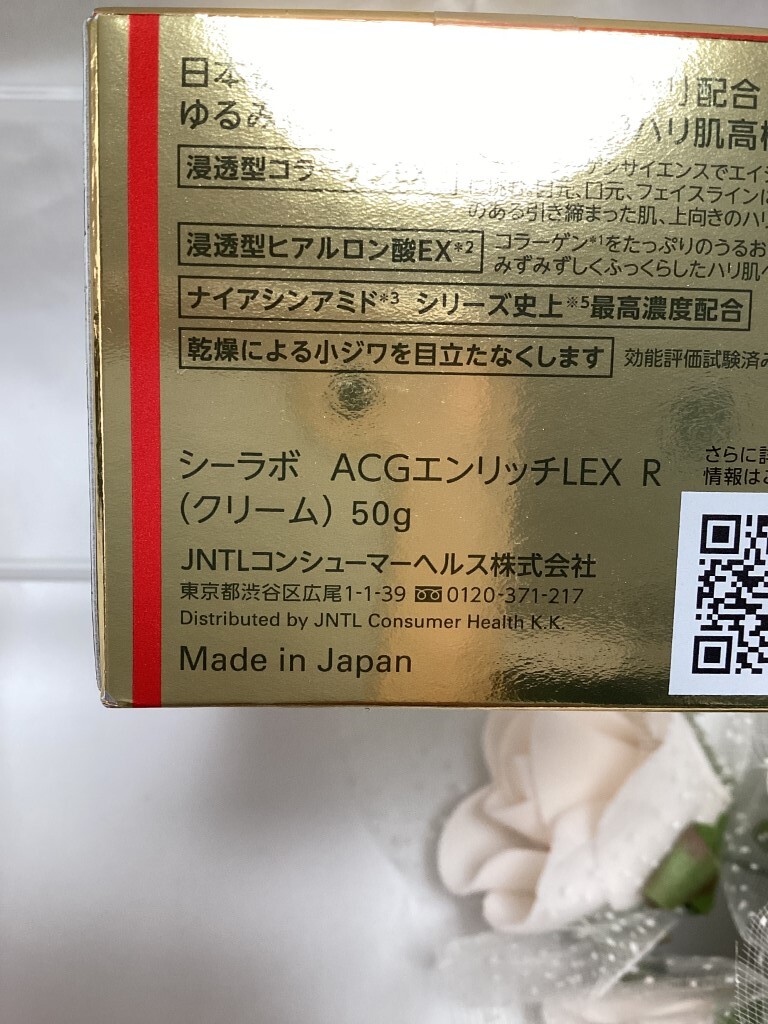 日本
リ配合
ゆるみ
ハリ肌高
浸透型コラーゲン
ゲンサイエンスでエイジ
に挑む。目元、口元、フェイスラインに
のある引き締まった肌、上向きのハリ
浸透型ヒアルロン酸EX*2
コラーゲン*1をたっぷりのうるお
みずみずしくふっくらしたハリ肌へ
ナイアシンアミド*3 シリーズ史上※5最高濃度配合
乾燥による小ジワを目立たなくします
効能評価試験済み
シーラボ ACGエンリッチLEX R
(クリーム) 50g
さらに
情報はこ
JNTLコンシューマーヘルス株式会社
東京都渋谷区広尾1-1-39 0120-371-217
Distributed by JNTL Consumer Health K.K.
Made in Japan